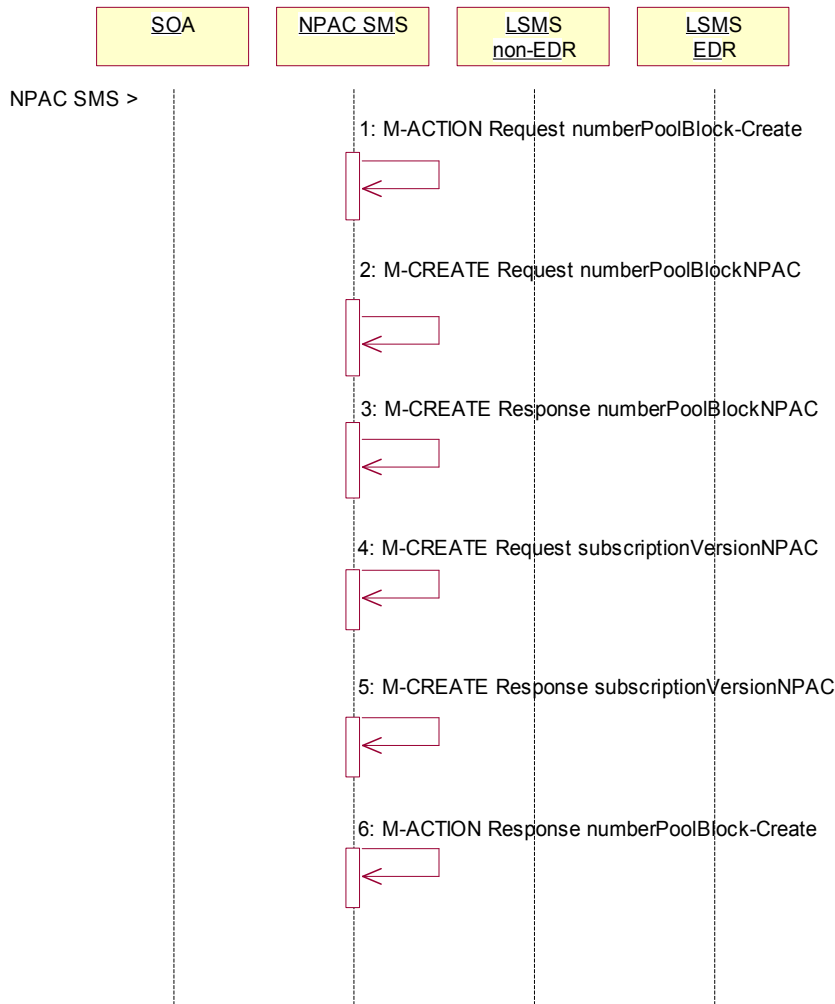 SOA
NPAC SMS
LSMS
non-EDR
LSMS
EDR
NPAC SMS >
1: M-ACTION Request numberPoolBlock-Create
2: M-CREATE Request numberPoolBlockNPAC
3: M-CREATE Response numberPoolBlockNPAC
4: M-CREATE Request subscriptionVersionNPAC
5: M-CREATE Response subscriptionVersionNPAC
6: M-ACTION Response numberPoolBlock-Create